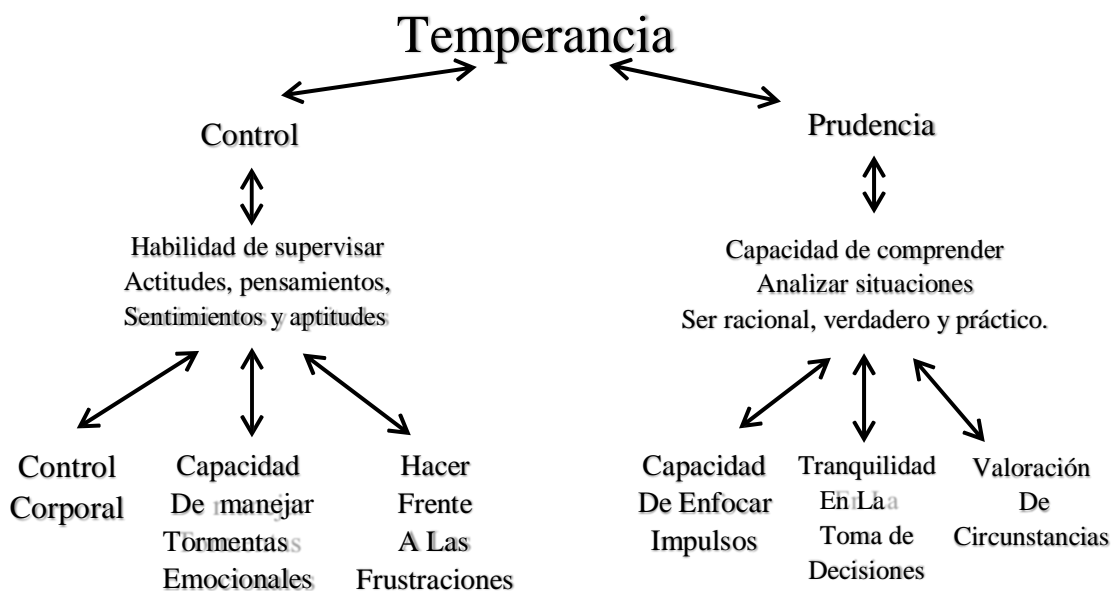 Temperancia
Control
Prudencia
Habilidad de supervisar
Actitudes, pensamientos,
Sentimientos y aptitudes
Capacidad de comprender
Analizar situaciones
Ser racional, verdadero y práctico.
Control
Corporal
Capacidad
De manejar
Tormentas
Emocionales
Hacer
Frente
A Las
Frustraciones
Capacidad
De Enfocar
Impulsos
Tranquilidad
En La
Toma de
Decisiones
Valoración
De
Circunstancias